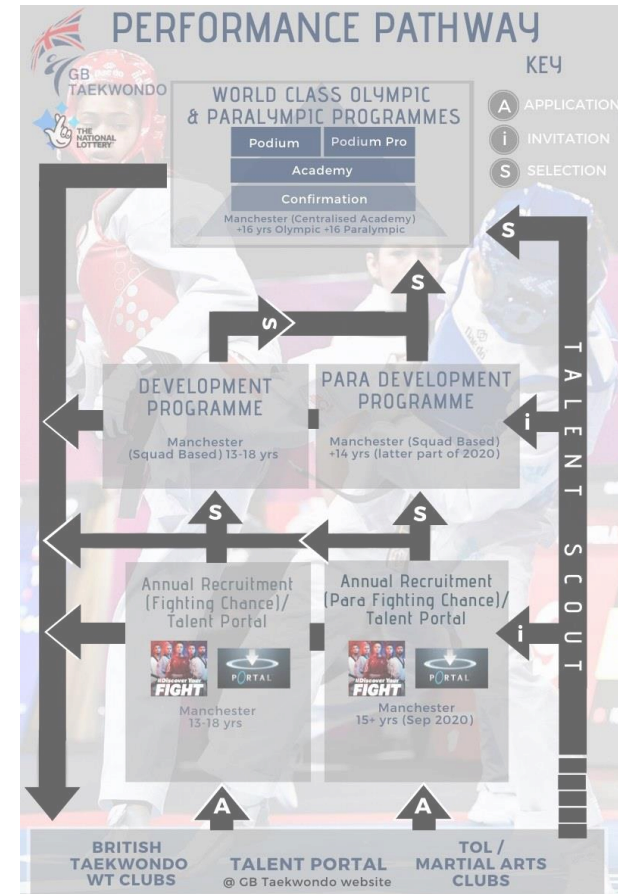 PERFORMANCE PATHWAY
GB
TAEKWONDO
THE
NATIONAL
LOTTERY
KEY
A APPLICATION
i INVITATION
S SELECTION
WORLD CLASS OLYMPIC
& PARALYMPIC PROGRAMMES
Podium
Podium Pro
Academy
Confirmation
Manchester (Centralised Academy)
+16 yrs Olympic +16 Paralympic
S
S
S
TALENT SCOUT
DEVELOPMENT
PROGRAMME
Manchester
(Squad Based) 13-18 yrs
PARA DEVELOPMENT
PROGRAMME
Manchester (Squad Based)
+14 yrs (latter part of 2020)
i
S
S
Annual Recruitment
(Fighting Chance)/
Talent Portal
#Discover Your
FIGHT
PORTAL
Manchester
13-18 yrs
Annual Recruitment
(Para Fighting Chance)/
Talent Portal
#Discover Your
FIGHT
PORTAL
Manchester
15+ yrs (Sep 2020)
i
A
A
BRITISH
TAEKWONDO
WT CLUBS
TALENT PORTAL
@ GB Taekwondo website
TOL /
MARTIAL ARTS
CLUBS